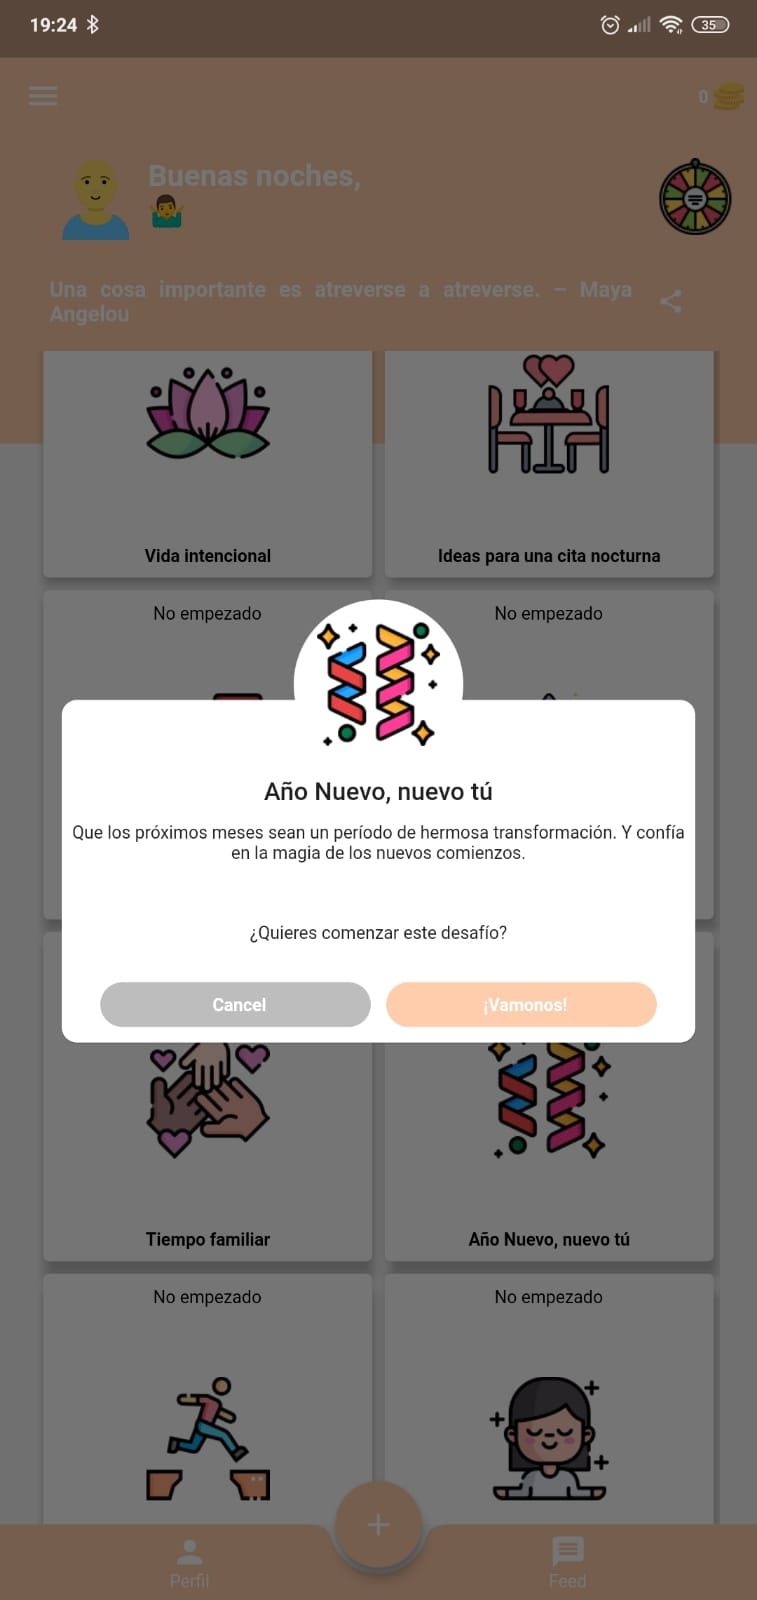 19:24
35
0
Buenas noches,
Una cosa importante es atreverse a atreverse. – Maya
Angelou
Vida intencional
Ideas para una cita nocturna
No empezado
No empezado
Año Nuevo, nuevo tú
Que los próximos meses sean un período de hermosa transformación. Y confía
en la magia de los nuevos comienzos.
¿Quieres comenzar este desafío?
Cancel
¡Vamonos!
Tiempo familiar
Año Nuevo, nuevo tú
No empezado
No empezado
Perfil
Feed